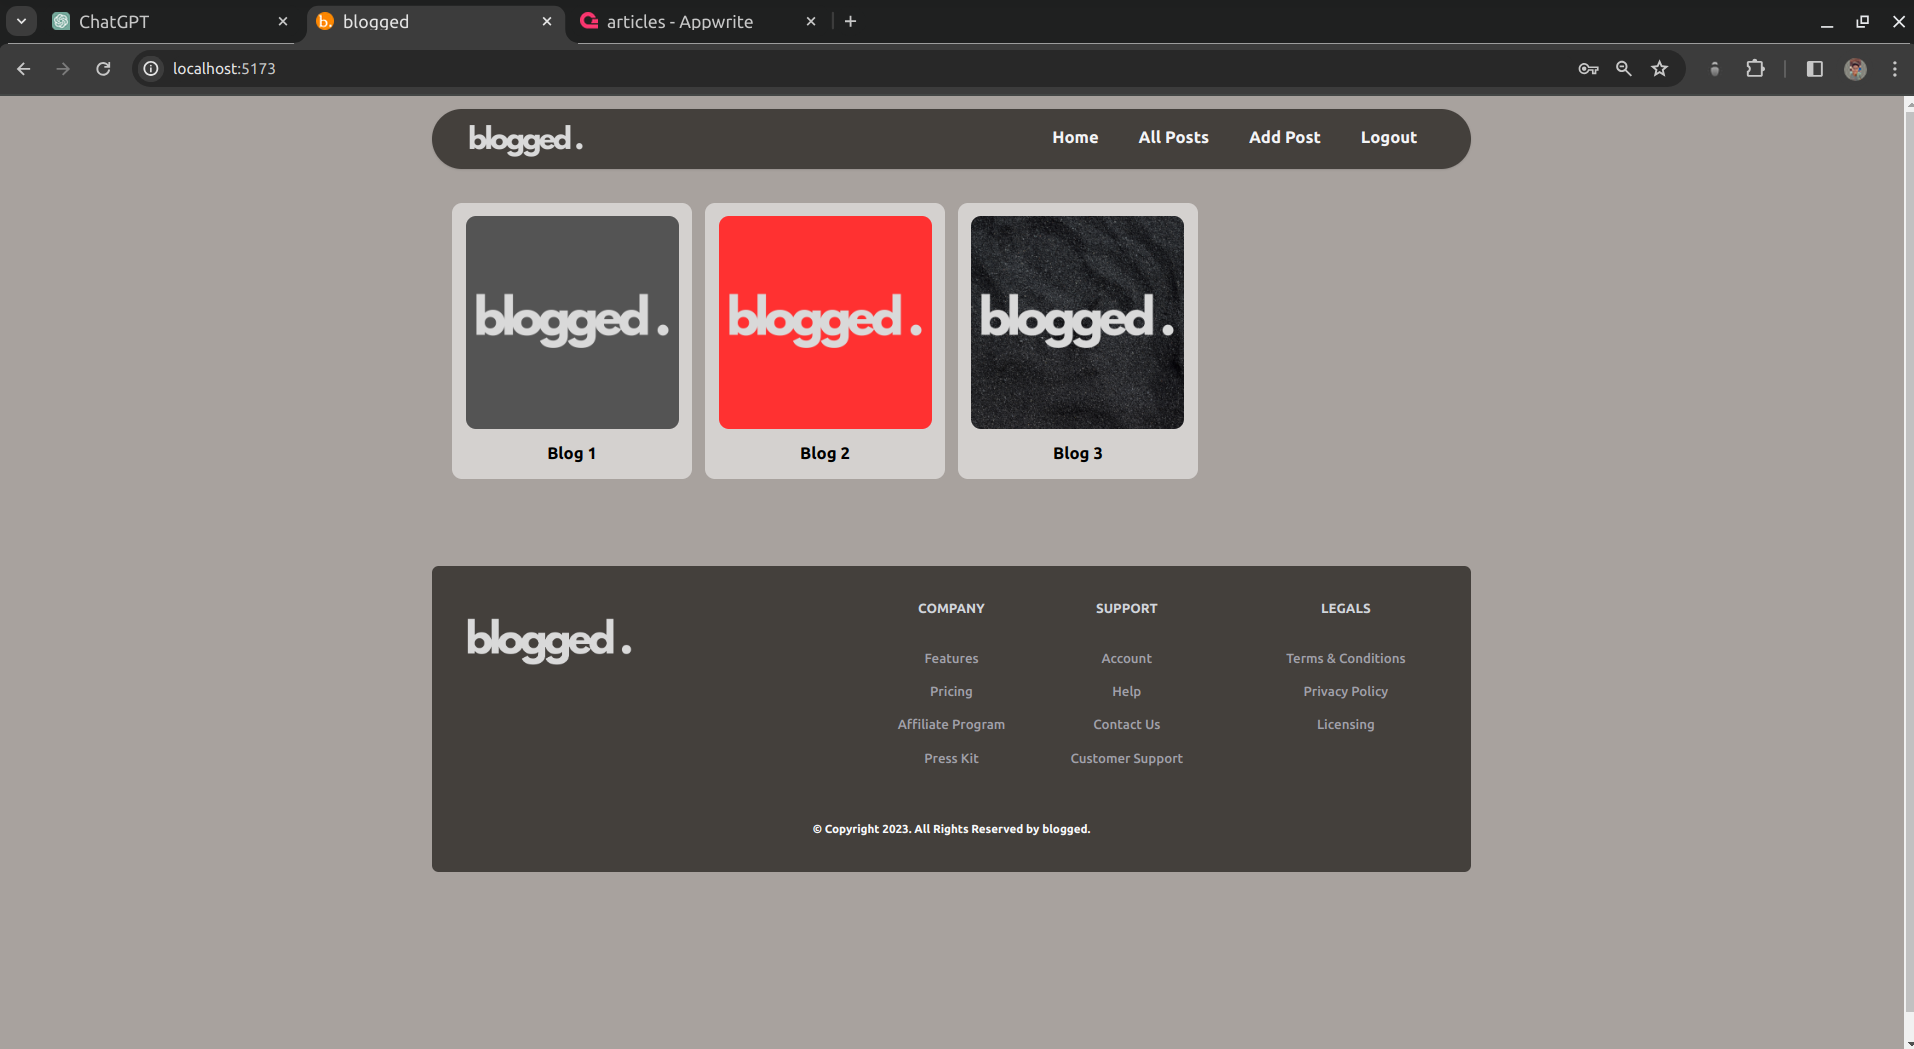 ChatGPT
blogged
articles - Appwrite
localhost:5173
blogged .
Home
All Posts
Add Post
Logout
blogged .
blogged .
blogged .
Blog 1
Blog 2
Blog 3
blogged .
COMPANY
Features
Pricing
Affiliate Program
Press Kit
SUPPORT
Account
Help
Contact Us
Customer Support
LEGALS
Terms & Conditions
Privacy Policy
Licensing
© Copyright 2023. All Rights Reserved by blogged.